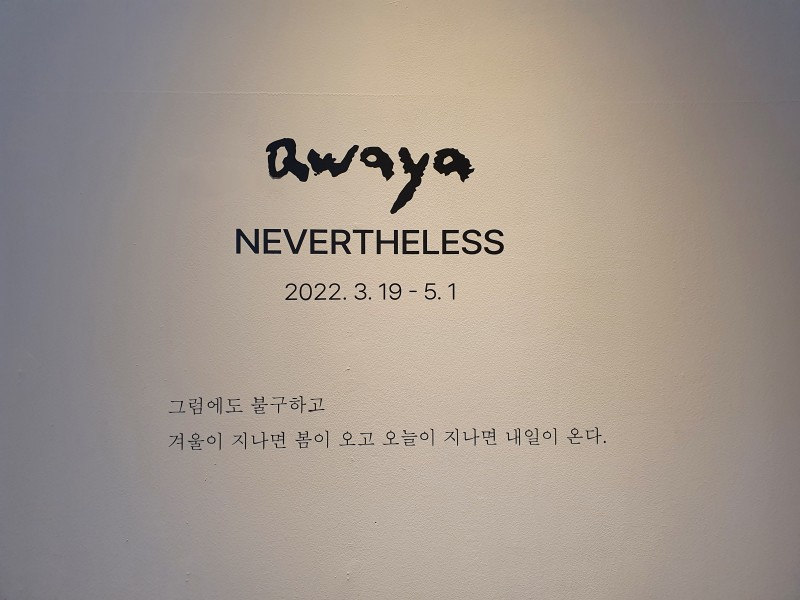 awaya
NEVERTHELESS
2022. 3. 19 - 5. 1
그럼에도 불구하고
겨울이 지나면 봄이 오고 오늘이 지나면 내일이 온다.